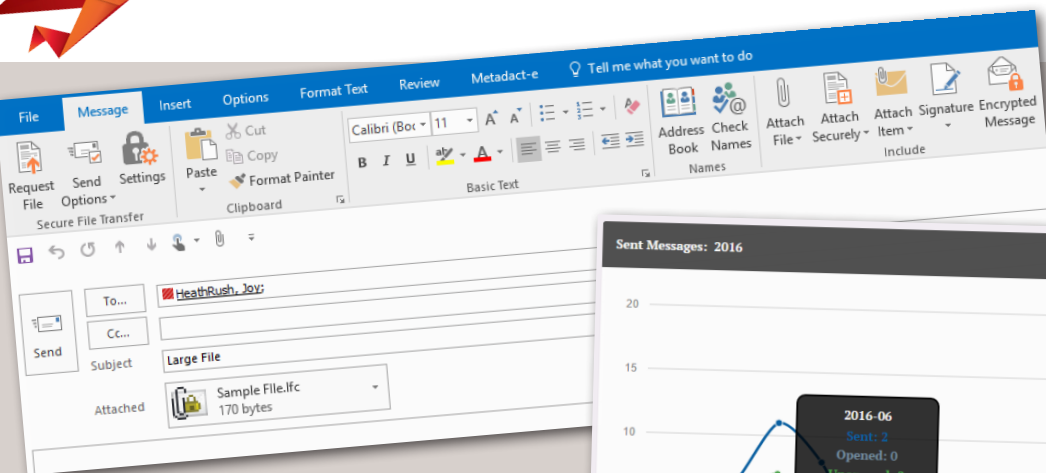 File Message Insert Options Format Text Review Metadact-e Tell me what you want to do
Request File
Send Options
Settings
Secure File Transfer
Paste
Cut
Copy
Format Painter
Clipboard
Calibri (Boc 11
B I U
Basic Text
Address Book
Check Names
Names
Attach File
Attach Securely
Attach Item
Signature
Encrypted Message
Include
Send
To... HeathRush, Joy;
Cc...
Subject Large File
Attached Sample FIle.lfc
170 bytes
Sent Messages: 2016
20
15
10
2016-06
Sent: 2
Opened: 0